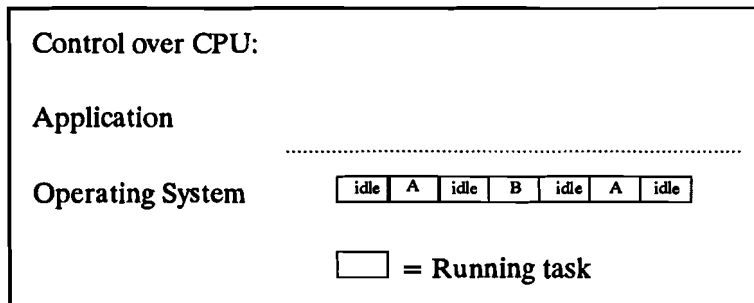 Control over CPU:
Application
Operating System idle A idle B idle A idle
= Running task